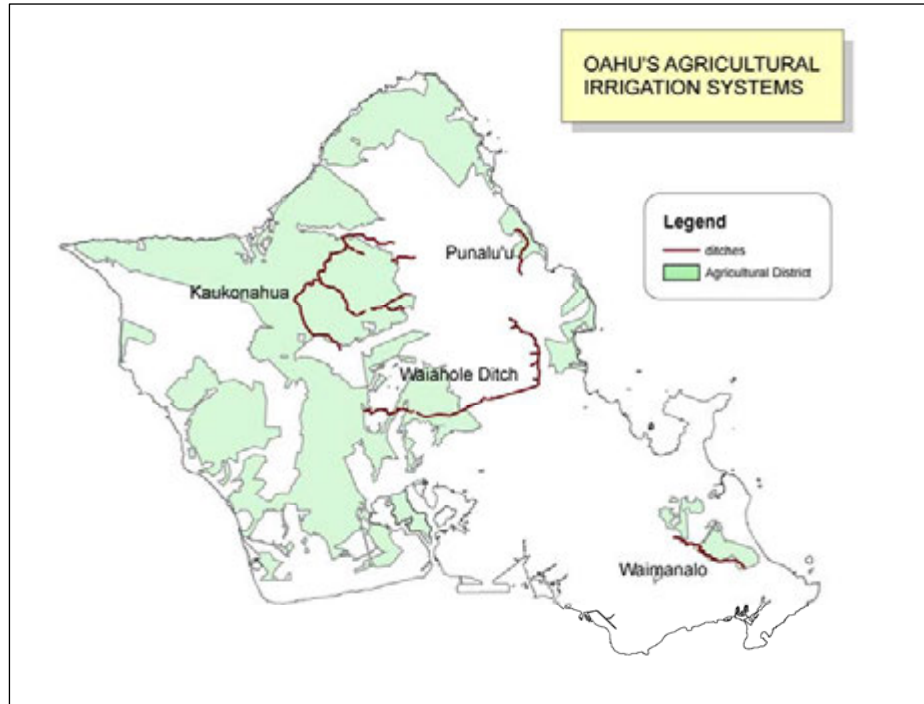 OAHU'S AGRICULTURAL
IRRIGATION SYSTEMS
Legend
ditches
Agricultural District
Punalu'u
Kaukonahua
Waiahole Ditch
Waimanalo